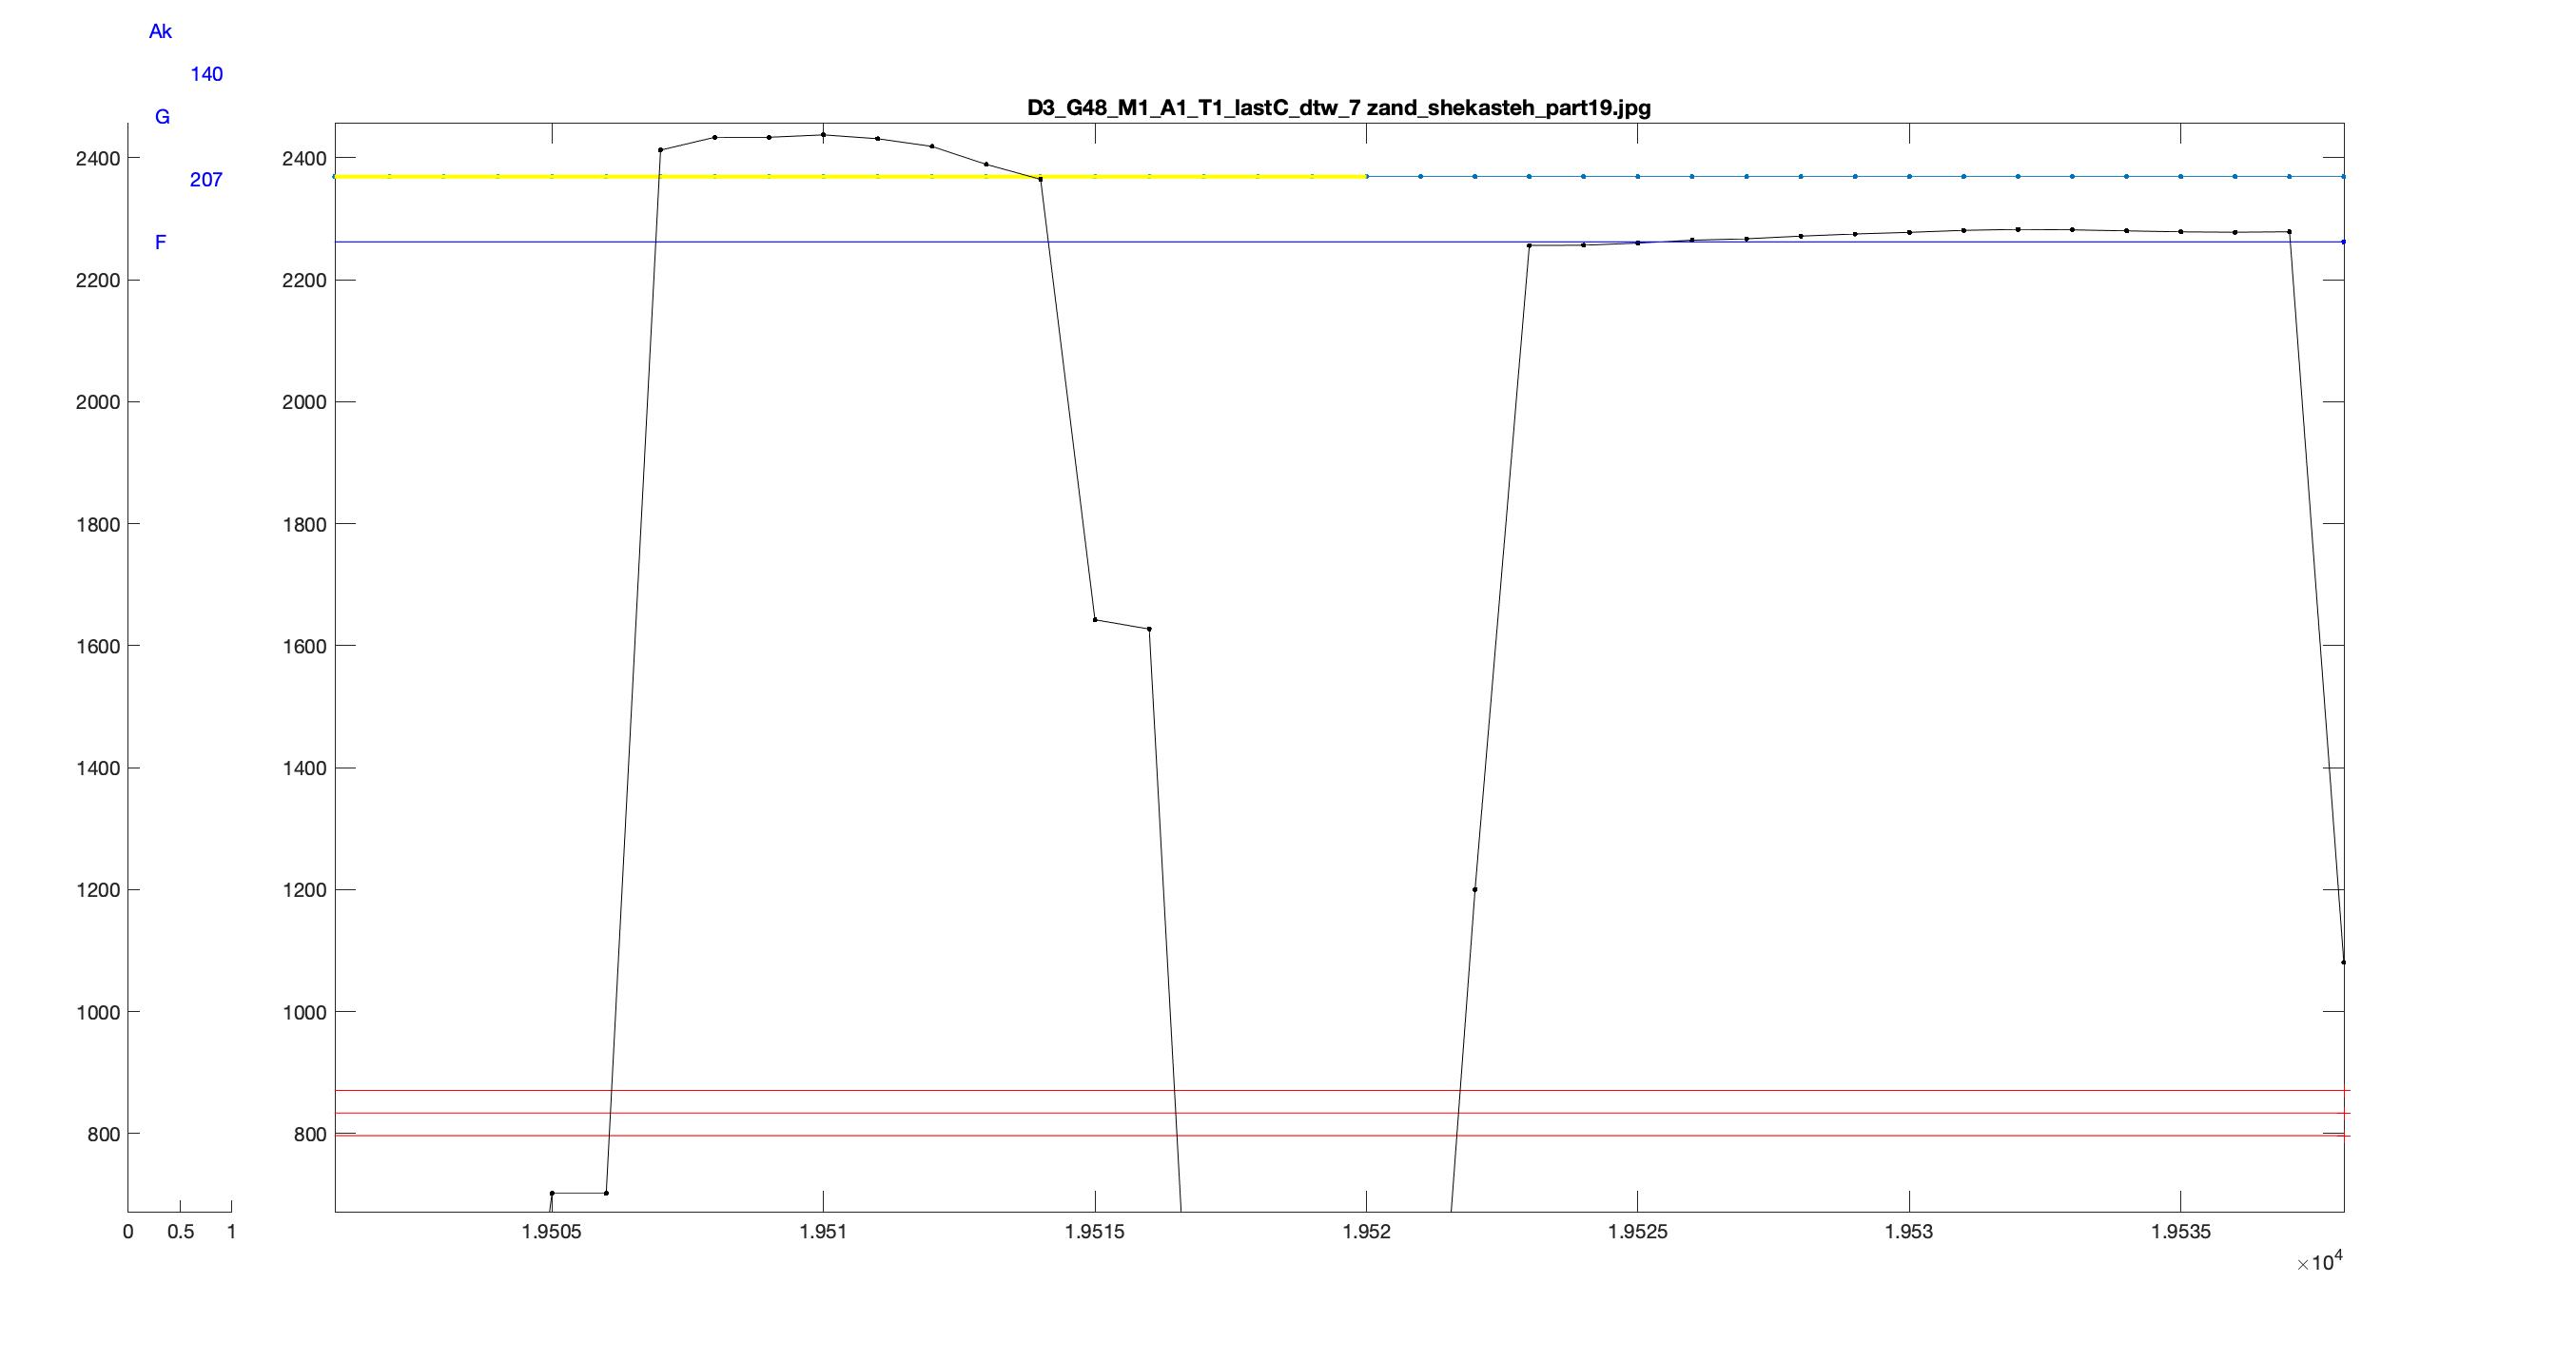 Ak
140
G
D3_G48_M1_A1_T1_lastC_dtw_7 zand_shekasteh_part19.jpg
2400 2400
207
F
2200 2200
2000 2000
1800 1800
1600 1600
1400 1400
1200 1200
1000 1000
800 800
0 0.5 1 1.9505 1.951 1.9515 1.952 1.9525 1.953 1.9535
×10⁴